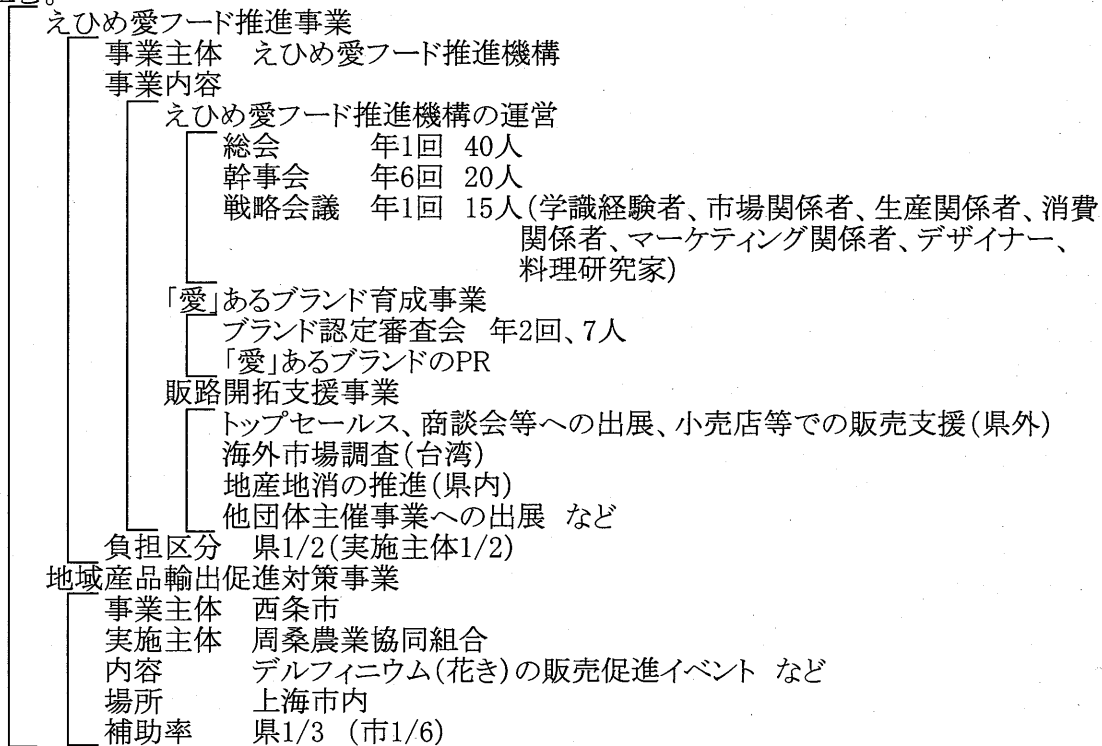 えひめ愛フード推進事業
事業主体 えひめ愛フード推進機構
事業内容
えひめ愛フード推進機構の運営
総会 年1回 40人
幹事会 年6回 20人
戦略会議 年1回 15人(学識経験者、市場関係者、生産関係者、消費
関係者、マーケティング関係者、デザイナー、
料理研究家)
「愛」あるブランド育成事業
ブランド認定審査会 年2回、7人
「愛」あるブランドのPR
販路開拓支援事業
トップセールス、商談会等への出展、小売店等での販売支援(県外)
海外市場調査(台湾)
地産地消の推進(県内)
他団体主催事業への出展 など
負担区分 県1/2(実施主体1/2)
地域産品輸出促進対策事業
事業主体 西条市
実施主体 周桑農業協同組合
内容 デルフィニウム(花き)の販売促進イベント など
場所 上海市内
補助率 県1/3 (市1/6)